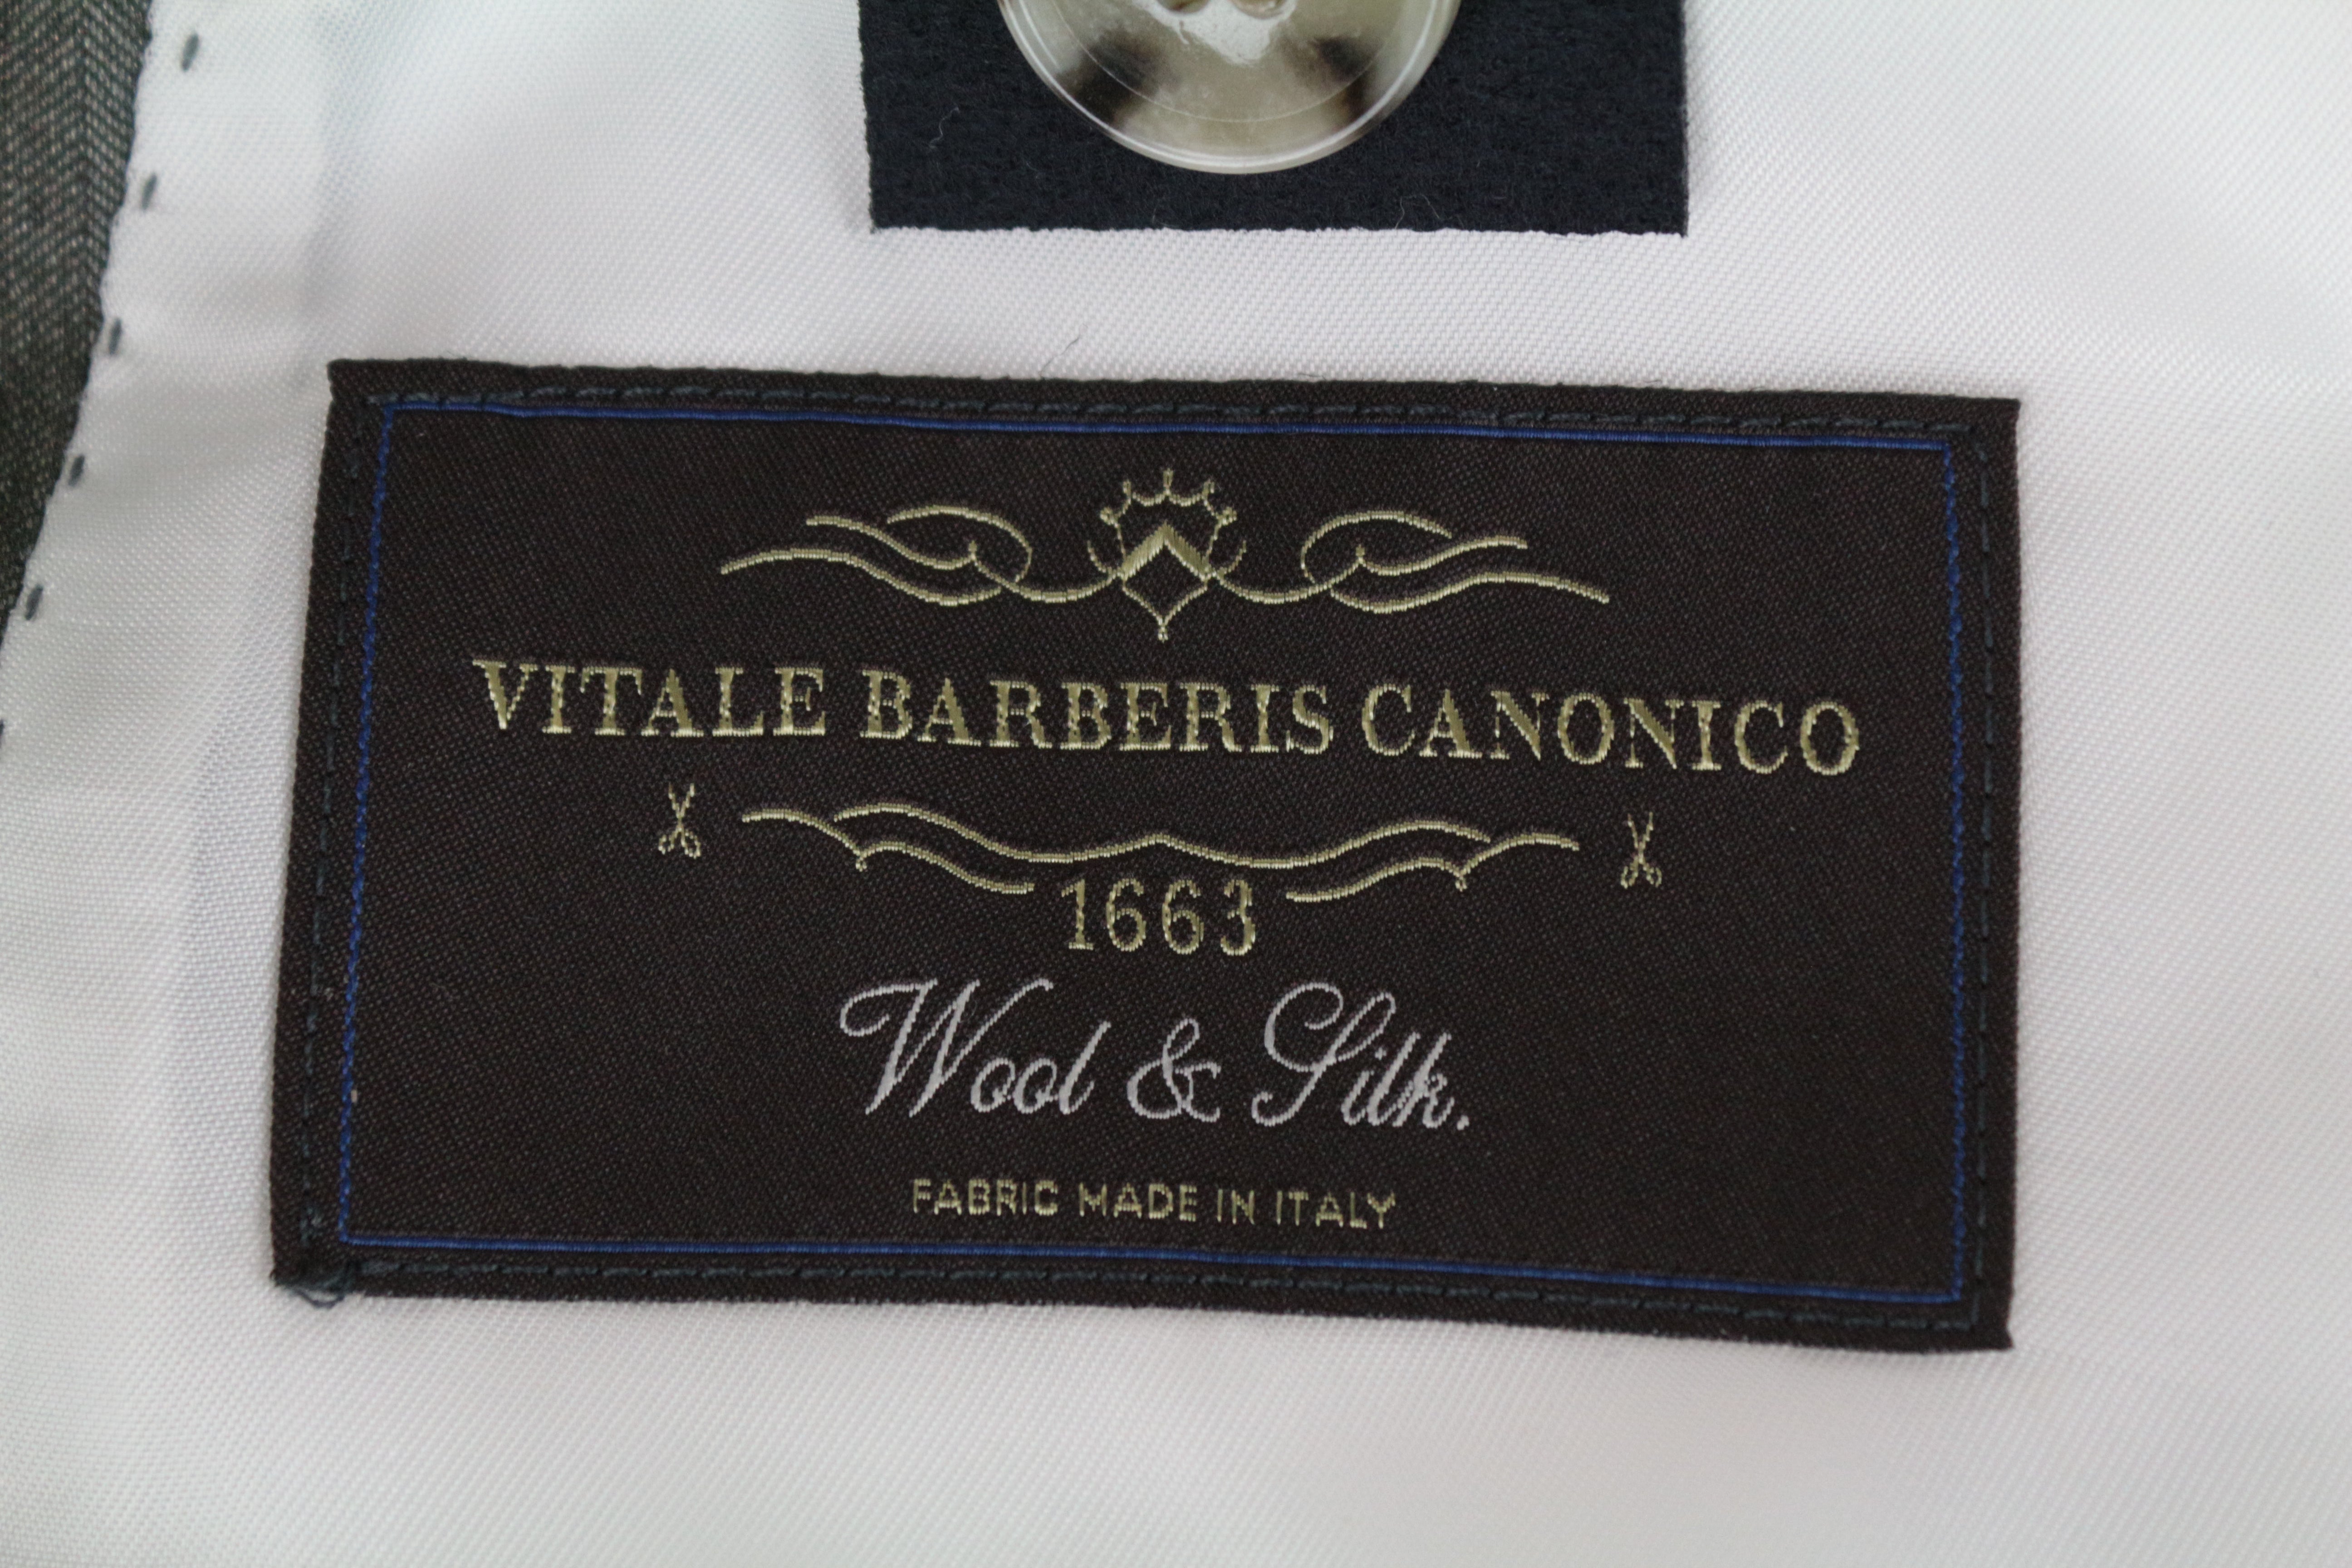 VITALE BARBERIS CANONICO
1663
Wool & Silk.
FABRIC MADE IN ITALY